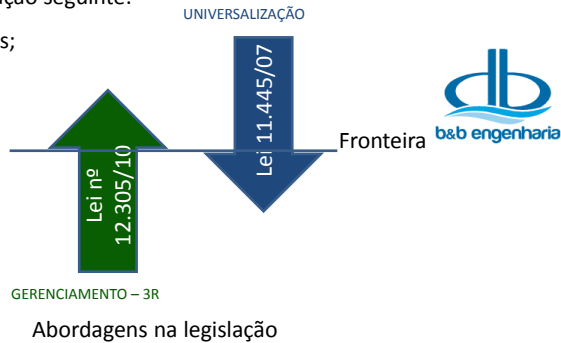 ção seguinte:
UNIVERSALIZAÇÃO
s;
Lei 11.445/07
Fronteira
b&b engenharia
Lei nº
12.305/10
GERENCIAMENTO – 3R
Abordagens na legislação